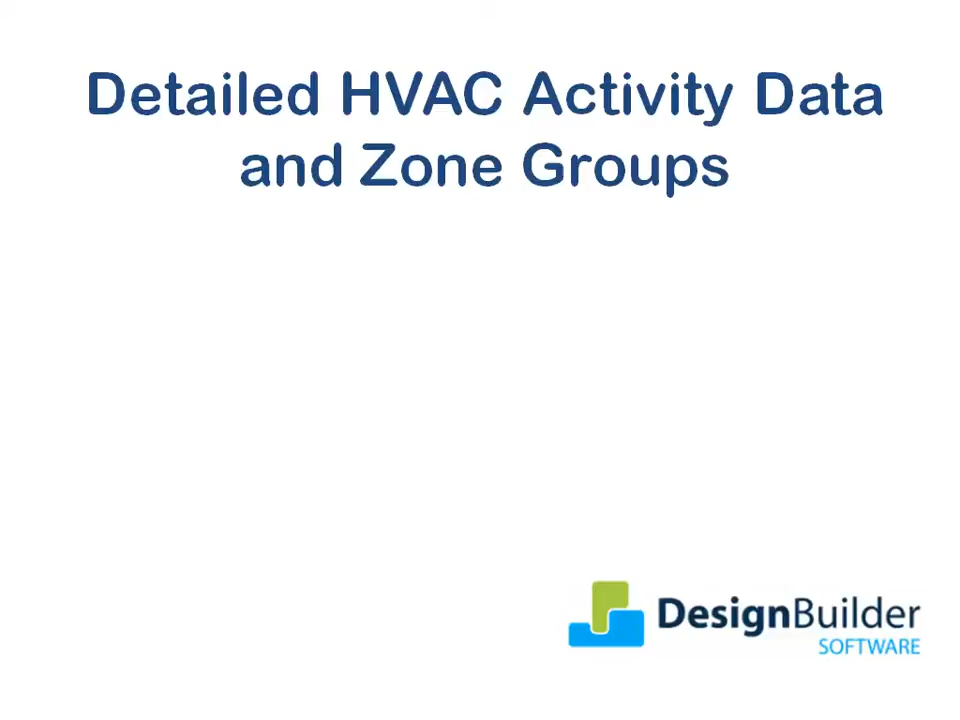 Detailed HVAC Activity Data
and Zone Groups
DesignBuilder
SOFTWARE